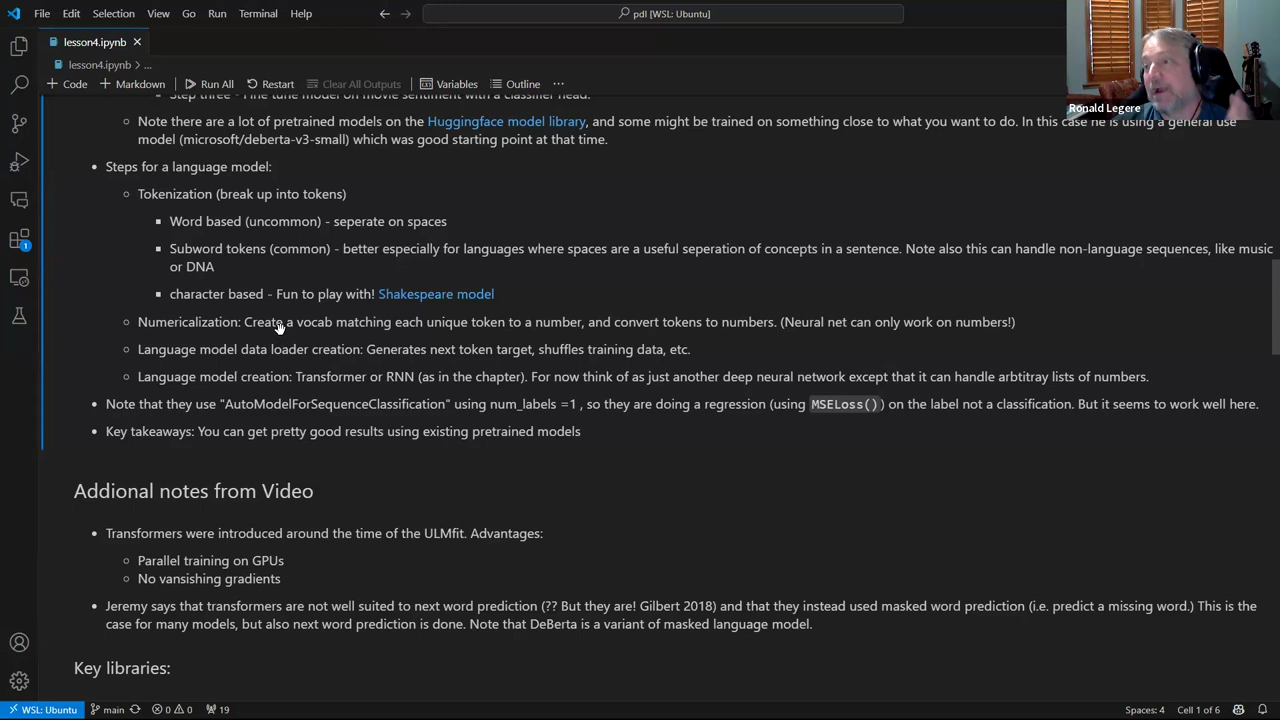 File Edit Selection View Go Run Terminal Help
pdl [WSL: Ubuntu]
lesson4.ipynb
lesson4.ipynb > ...
+ Code + Markdown Run All Restart Clear All Outputs Variables Outline ...
Ronald Legere
Step three - Fine tune model on movie sentiment with a classifier head.
Note there are a lot of pretrained models on the Huggingface model library, and some might be trained on something close to what you want to do. In this case he is using a general use
model (microsoft/deberta-v3-small) which was good starting point at that time.
Steps for a language model:
Tokenization (break up into tokens)
Word based (uncommon) - seperate on spaces
Subword tokens (common) - better especially for languages where spaces are a useful seperation of concepts in a sentence. Note also this can handle non-language sequences, like music
or DNA
character based - Fun to play with! Shakespeare model
Numericalization: Create a vocab matching each unique token to a number, and convert tokens to numbers. (Neural net can only work on numbers!)
Language model data loader creation: Generates next token target, shuffles training data, etc.
Language model creation: Transformer or RNN (as in the chapter). For now think of as just another deep neural network except that it can handle arbtitray lists of numbers.
Note that they use "AutoModelForSequenceClassification" using num_labels =1 , so they are doing a regression (using MSELoss() ) on the label not a classification. But it seems to work well here.
Key takeaways: You can get pretty good results using existing pretrained models
Addional notes from Video
Transformers were introduced around the time of the ULMfit. Advantages:
Parallel training on GPUs
No vansishing gradients
Jeremy says that transformers are not well suited to next word prediction (?? But they are! Gilbert 2018) and that they instead used masked word prediction (i.e. predict a missing word.) This is the
case for many models, but also next word prediction is done. Note that DeBerta is a variant of masked language model.
Key libraries:
1
WSL: Ubuntu main 0 0 19 Spaces: 4 Cell 1 of 6